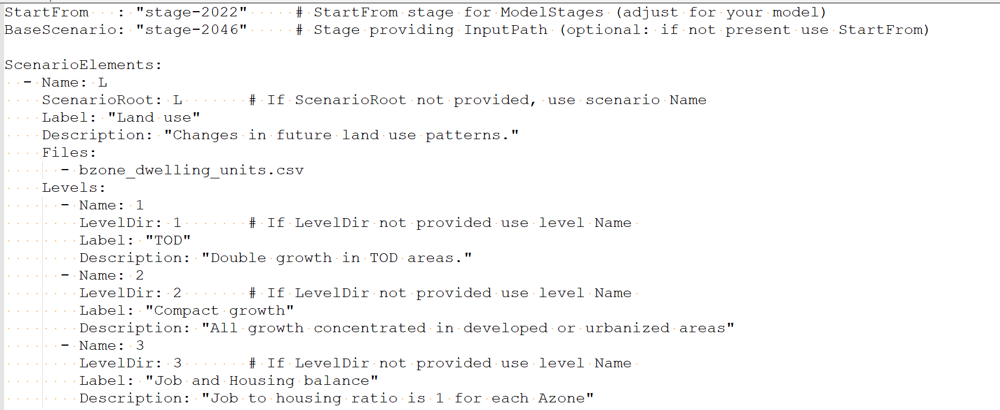 StartFrom   : "stage-2022"     # StartFrom stage for ModelStages (adjust for your model)
BaseScenario: "stage-2046"     # Stage providing InputPath (optional: if not present use StartFrom)

ScenarioElements:
  - Name: L
    ScenarioRoot: L       # If ScenarioRoot not provided, use scenario Name
    Label: "Land use"
    Description: "Changes in future land use patterns."
    Files:
      - bzone_dwelling_units.csv
    Levels:
      - Name: 1
        LevelDir: 1       # If LevelDir not provided use level Name
        Label: "TOD"
        Description: "Double growth in TOD areas."
      - Name: 2
        LevelDir: 2       # If LevelDir not provided use level Name
        Label: "Compact growth"
        Description: "All growth concentrated in developed or urbanized areas"
      - Name: 3
        LevelDir: 3       # If LevelDir not provided use level Name
        Label: "Job and Housing balance"
        Description: "Job to housing ratio is 1 for each Azone"